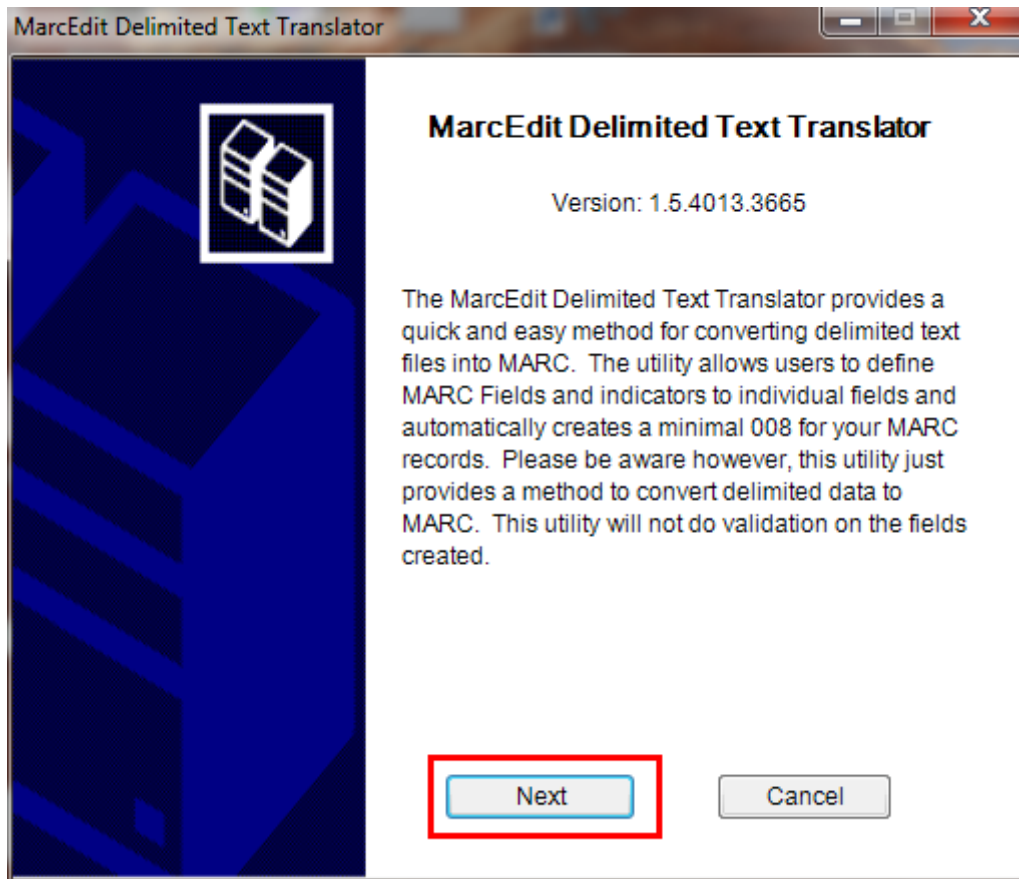 MarcEdit Delimited Text Translator
MarcEdit Delimited Text Translator
Version: 1.5.4013.3665
The MarcEdit Delimited Text Translator provides a
quick and easy method for converting delimited text
files into MARC.  The utility allows users to define
MARC Fields and indicators to individual fields and
automatically creates a minimal 008 for your MARC
records.  Please be aware however, this utility just
provides a method to convert delimited data to
MARC.  This utility will not do validation on the fields
created.
Next
Cancel